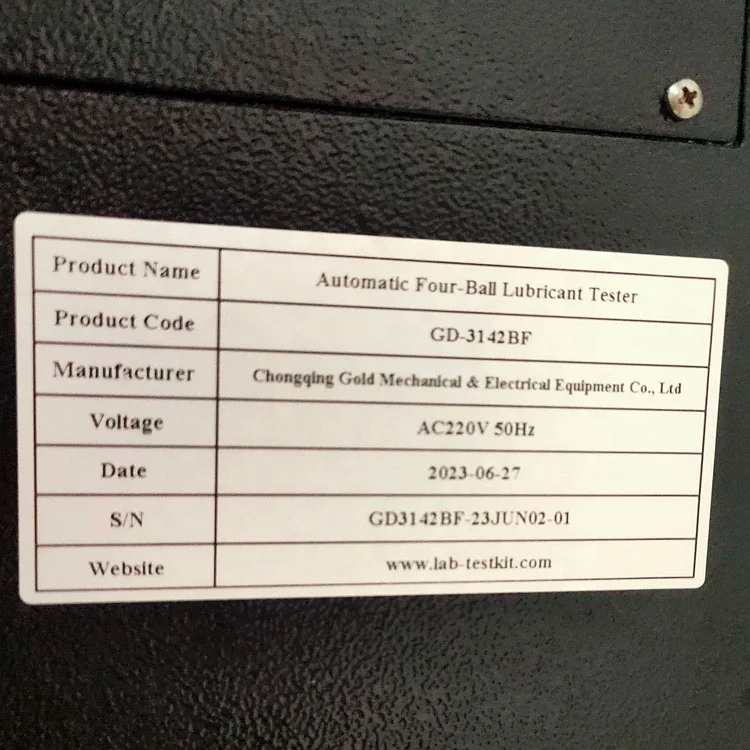 Product Name Automatic Four-Ball Lubricant Tester
Product Code GD-3142BF
Manufacturer Chongqing Gold Mechanical & Electrical Equipment Co., Ltd
Voltage AC220V 50Hz
Date 2023-06-27
S/N GD3142BF-23JUN02-01
Website www.lab-testkit.com